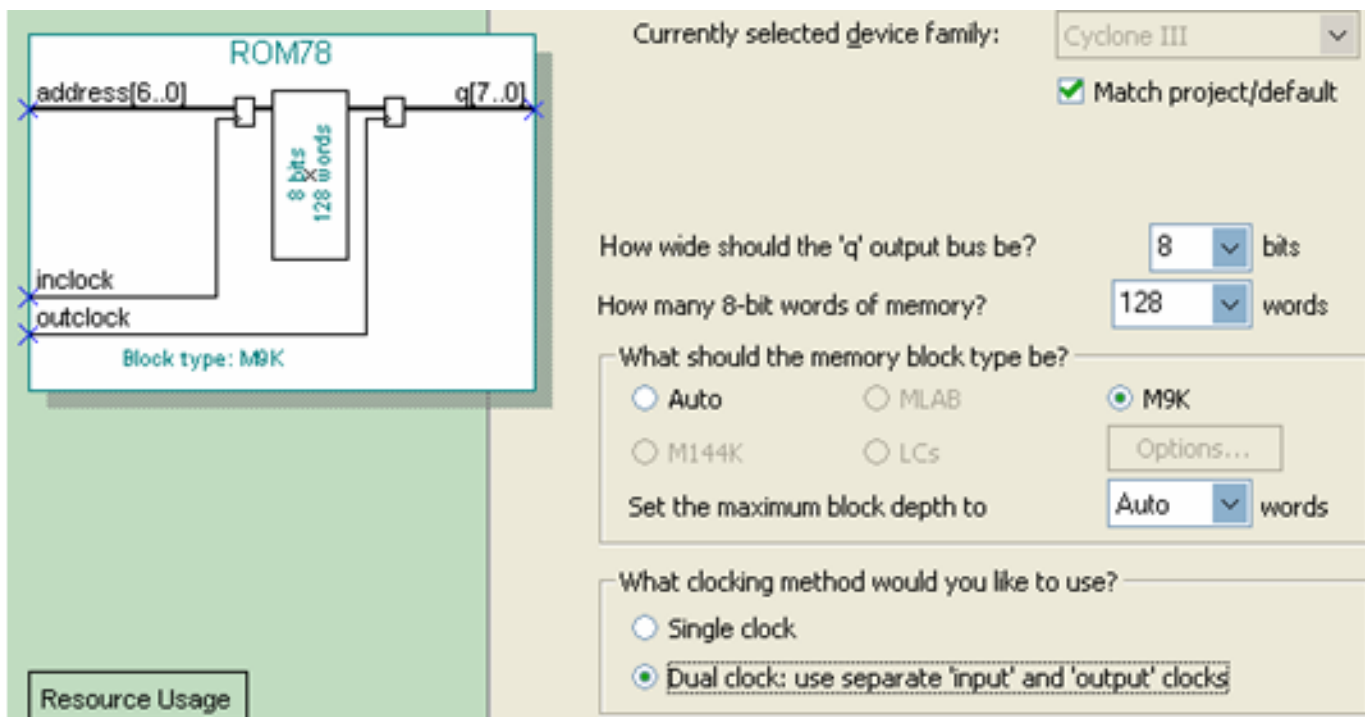 ROM78
address[6..0]
q[7..0]
8 bits
×
128 words
inclock
outclock
Block type: M9K
Resource Usage
Currently selected device family:
Cyclone III
Match project/default
How wide should the 'q' output bus be?
8
bits
How many 8-bit words of memory?
128
words
What should the memory block type be?
Auto
MLAB
M9K
M144K
LCs
Options...
Set the maximum block depth to
Auto
words
What clocking method would you like to use?
Single clock
Dual clock: use separate 'input' and 'output' clocks